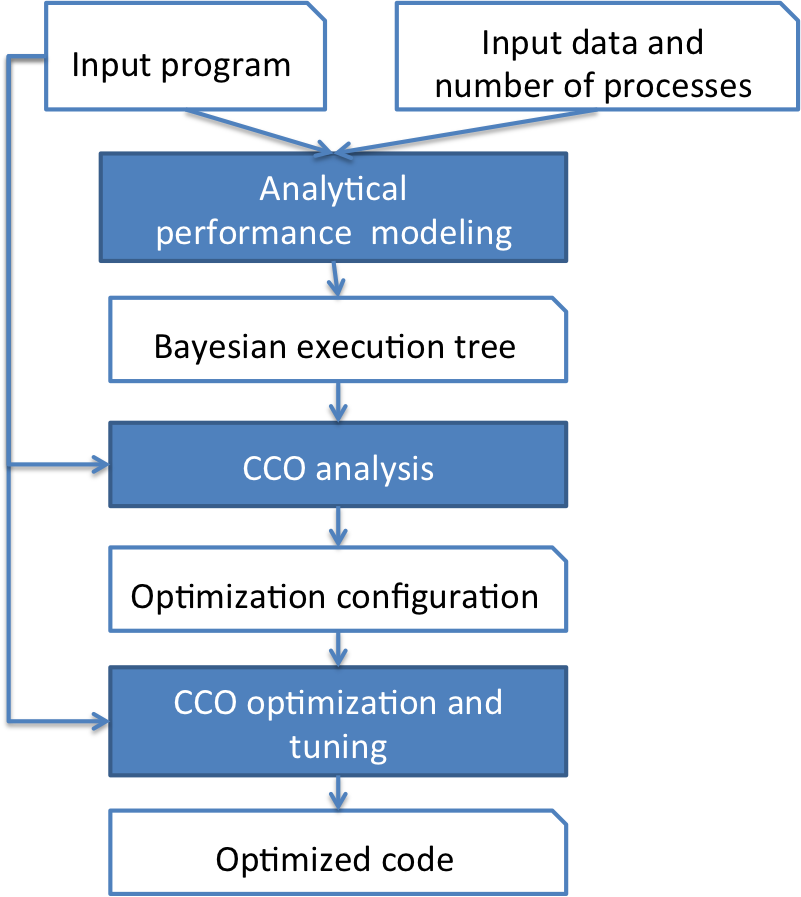 Input program
Input data and
number of processes
Analytical
performance modeling
Bayesian execution tree
CCO analysis
Optimization configuration
CCO optimization and
tuning
Optimized code